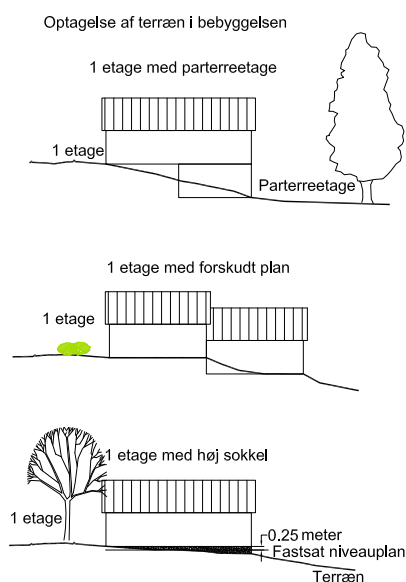 Optagelse af terræn i bebyggelsen
1 etage med parterreetage
1 etage
Parterreetage
1 etage med forskudt plan
1 etage
1 etage med høj sokkel
1 etage
0.25 meter
Fastsat niveauplan
Terræn